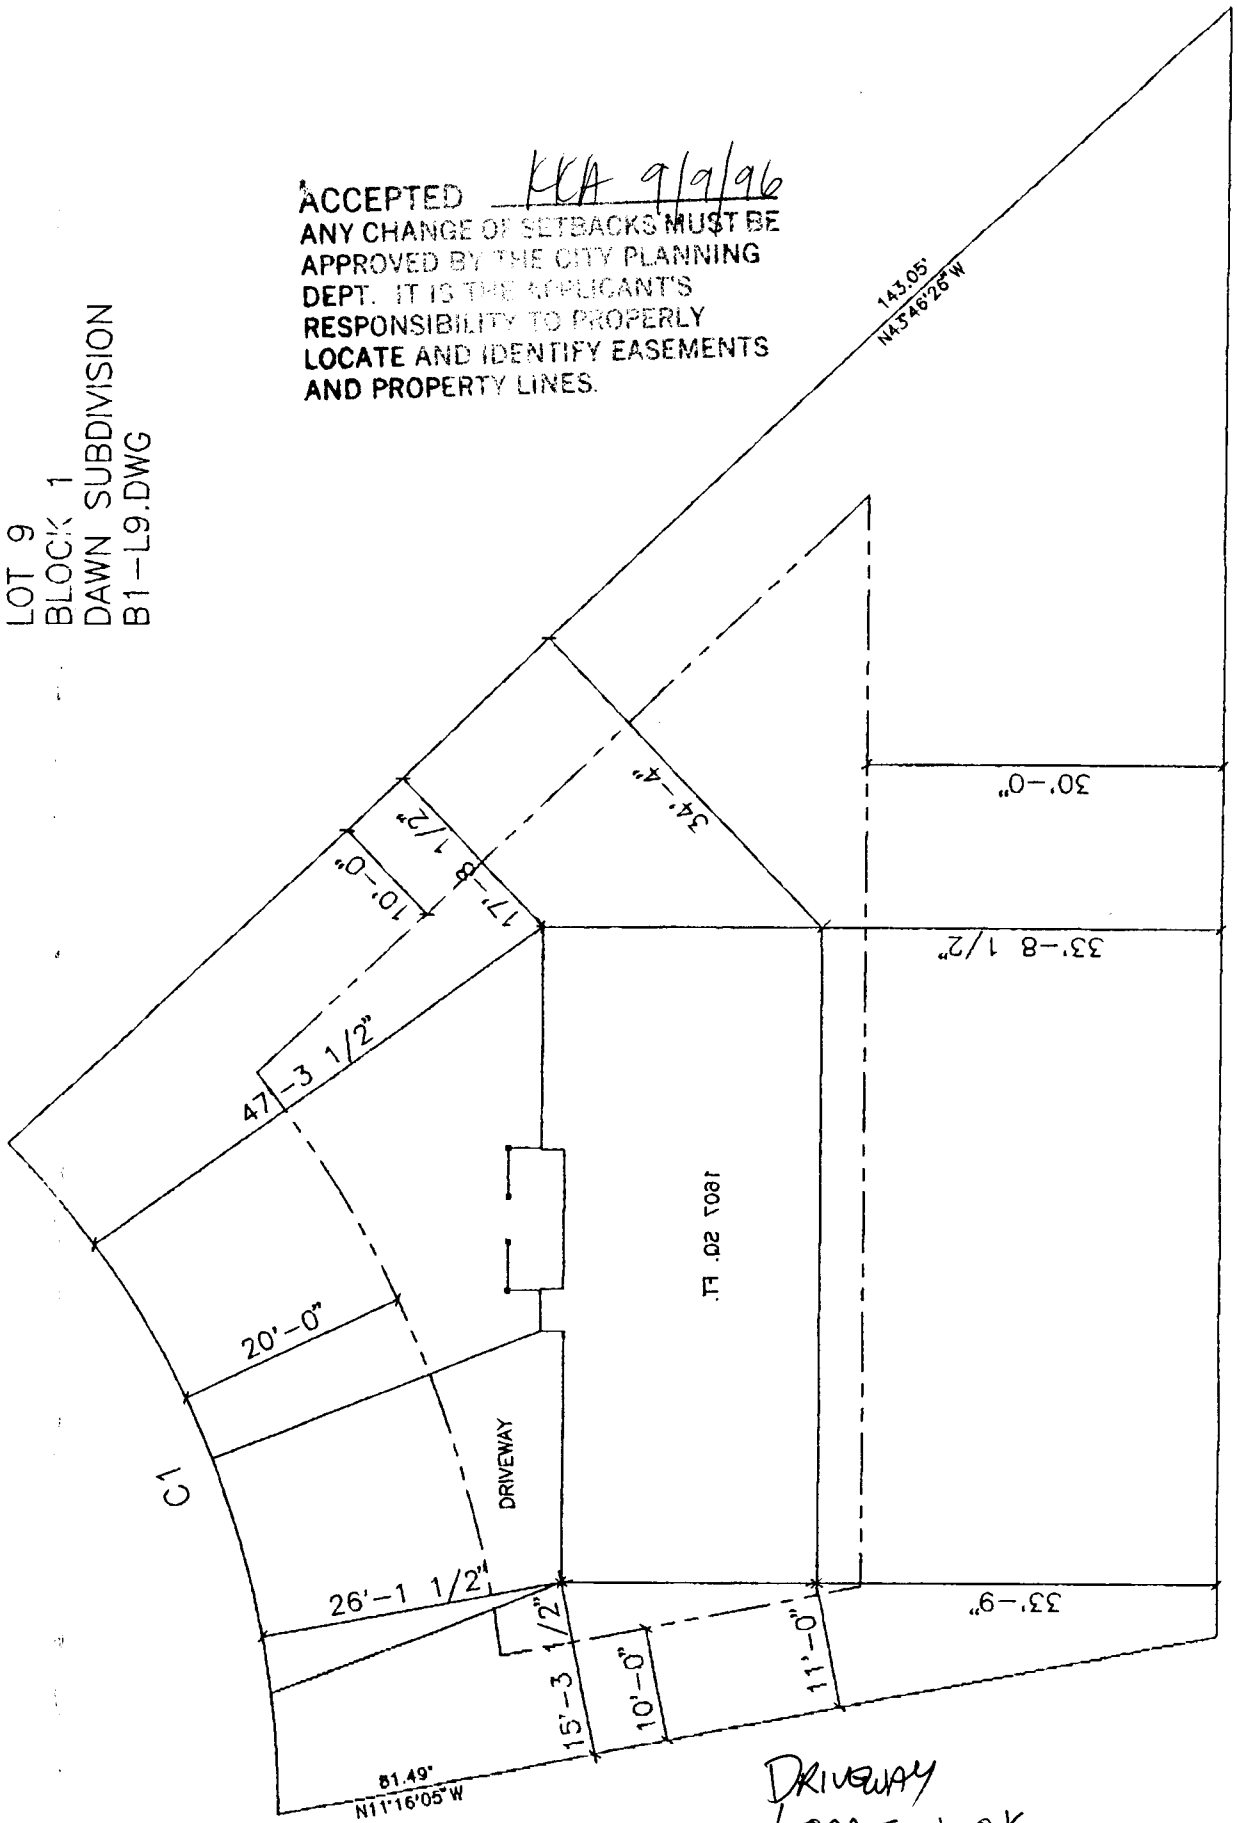 LOT 9
BLOCK 1
DAWN SUBDIVISION
B1-L9.DWG
ACCEPTED KCA 9/9/96
ANY CHANGE OF SETBACKS MUST BE
APPROVED BY THE CITY PLANNING
DEPT. IT IS THE APPLICANT'S
RESPONSIBILITY TO PROPERLY
LOCATE AND IDENTIFY EASEMENTS
AND PROPERTY LINES.
143.05'
N43°46'26"W
34'-4"
30'-0"
17'-8 1/2"
10'-0"
33'-8 1/2"
47'-3 1/2"
1607 SQ. FT.
20'-0"
C1
DRIVEWAY
26'-1 1/2"
33'-9"
15'-3 1/2"
10'-0"
11'-0"
81.49'
N11°16'05"W
DRIVEWAY